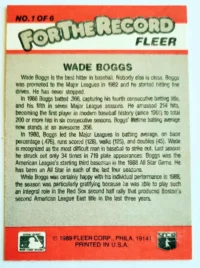 NO. 1 OF 6
FOR THE RECORD
FLEER
WADE BOGGS
Wade Boggs is the best hitter in baseball. Nobody else is close. Boggs
was promoted to the Major Leagues in 1982 and he started hitting line
drives. He has never stopped.
In 1988 Boggs batted .366, capturing his fourth consecutive batting title,
and his fifth in seven Major League seasons. He amassed 214 hits,
becoming the first player in modern baseball history (since 1901) to total
200 or more hits in six consecutive seasons. Boggs' lifetime batting average
now stands at an awesome .356.
In 1988, Boggs led the Major Leagues in batting average, on base
percentage (.476), runs scored (128), walks (125), and doubles (45). Wade
is recognized as the most difficult man in baseball to strike out. Last season
he struck out only 34 times in 719 plate appearances. Boggs was the
American League's starting third baseman in the 1988 All Star Game. He
has been an All Star in each of the last four seasons.
While Boggs was certainly happy with his individual performance in 1988,
the season was particularly gratifying because he was able to play such
an integral role in the Red Sox second half rally that produced Boston's
second American League East title in the last three years.
© 1989 FLEER CORP., PHILA. 19141
PRINTED IN U.S.A.